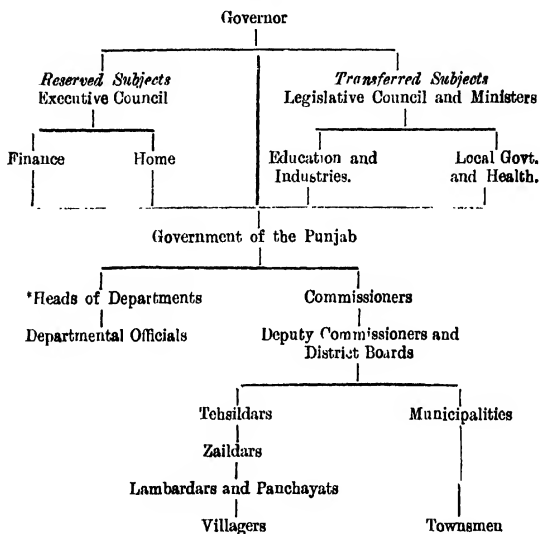 Governor
Reserved Subjects
Executive Council
Transferred Subjects
Legislative Council and Ministers
Finance
Home
Education and
Industries.
Local Govt.
and Health.
Government of the Punjab
*Heads of Departments
Commissioners
Departmental Officials
Deputy Commissioners and
District Boards
Tehsildars
Municipalities
Zaildars
Lambardars and Panchayats
Villagers
Townsmen